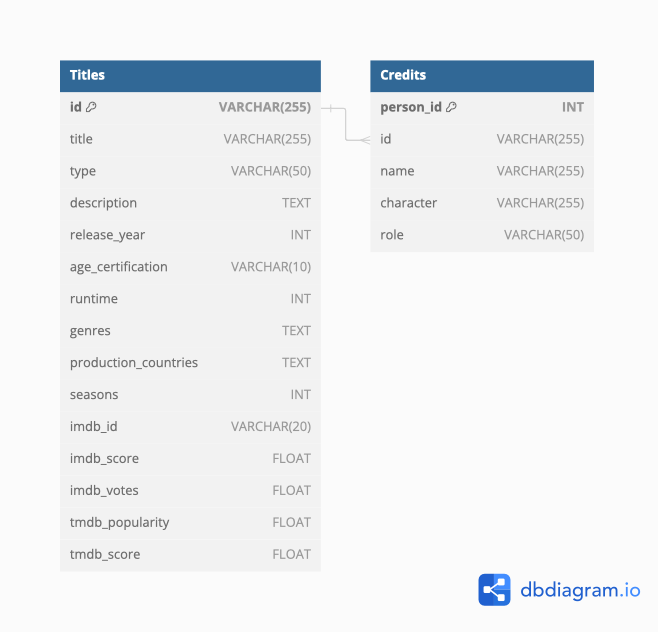 Titles
id VARCHAR(255)
title VARCHAR(255)
type VARCHAR(50)
description TEXT
release_year INT
age_certification VARCHAR(10)
runtime INT
genres TEXT
production_countries TEXT
seasons INT
imdb_id VARCHAR(20)
imdb_score FLOAT
imdb_votes FLOAT
tmdb_popularity FLOAT
tmdb_score FLOAT
Credits
person_id INT
id VARCHAR(255)
name VARCHAR(255)
character VARCHAR(255)
role VARCHAR(50)
dbdiagram.io